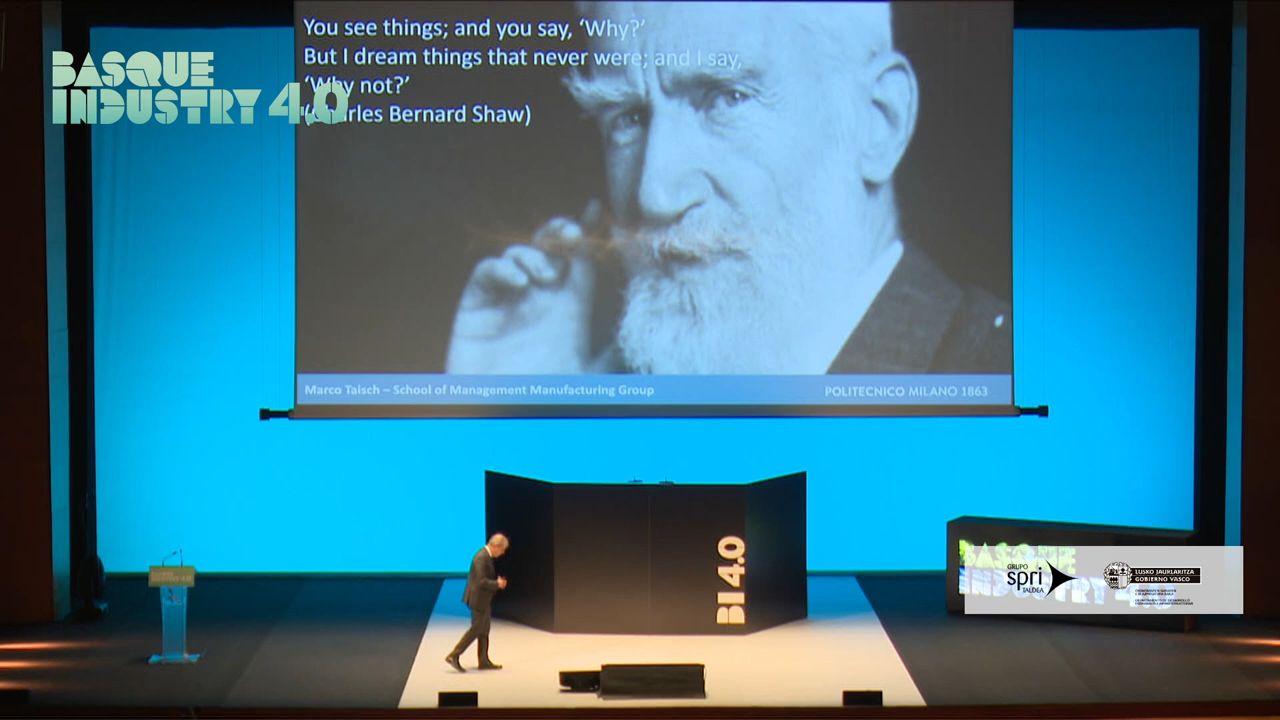 You see things; and you say, ‘Why?’
But I dream things that never were; and I say,
‘Why not?’
(Charles Bernard Shaw)
BASQUE
INDUSTRY 4.0
Marco Taisch – School of Management Manufacturing Group
POLITECNICO MILANO 1863
BI 4.0
BASQUE
GRUPO
spri
TALDEA
EUSKO JAURLARITZA
GOBIERNO VASCO